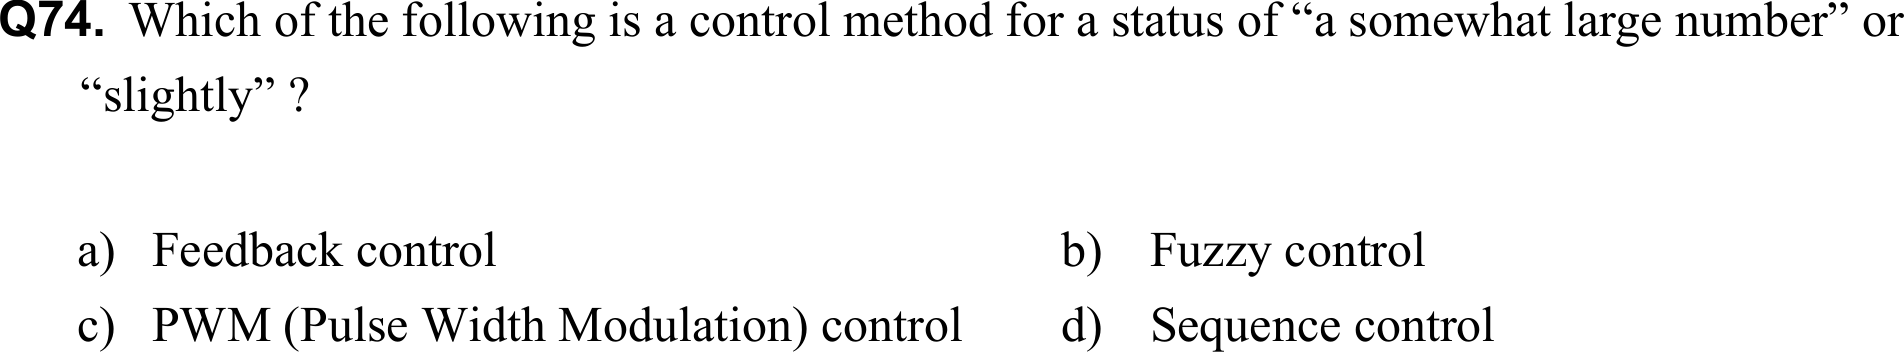 Q74. Which of the following is a control method for a status of “a somewhat large number” or
“slightly” ?
a) Feedback control b) Fuzzy control
c) PWM (Pulse Width Modulation) control d) Sequence control